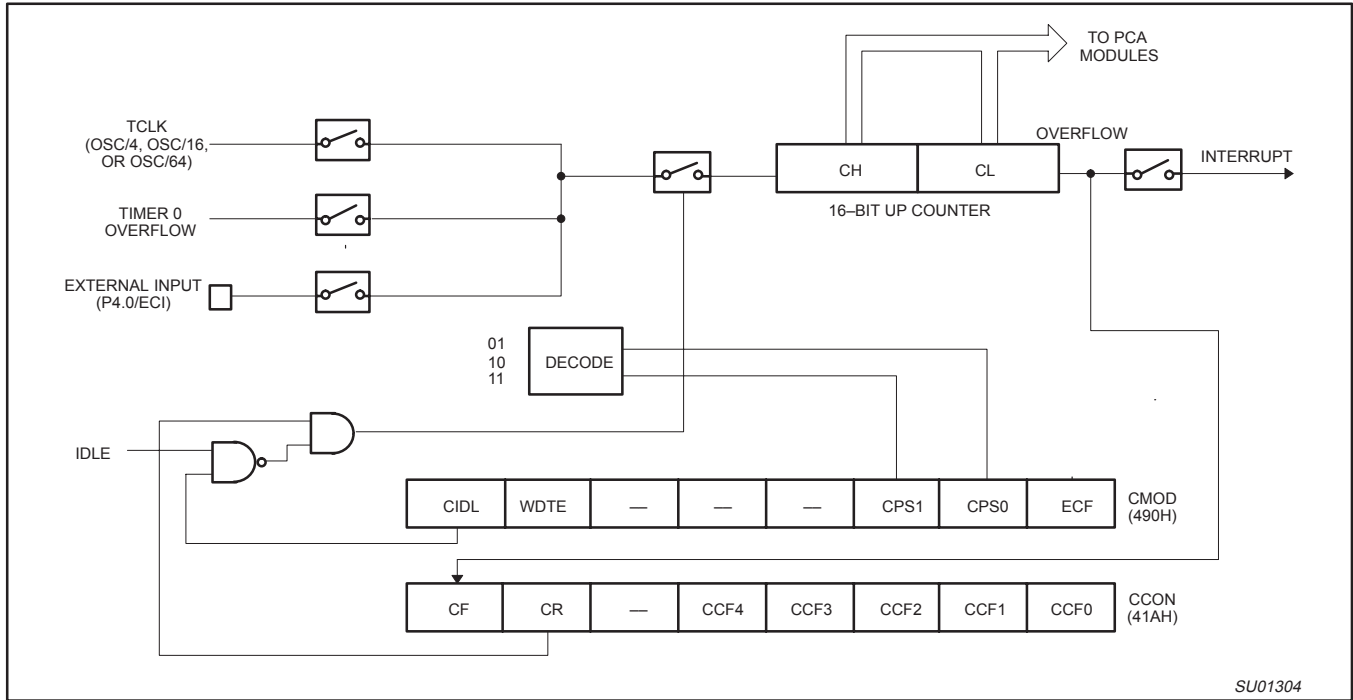 TO PCA
MODULES
TCLK
(OSC/4, OSC/16,
OR OSC/64)
OVERFLOW
INTERRUPT
CH
CL
16–BIT UP COUNTER
TIMER 0
OVERFLOW
EXTERNAL INPUT
(P4.0/ECI)
01
10
11
DECODE
IDLE
CIDL WDTE — — — CPS1 CPS0 ECF
CMOD
(490H)
CF CR — CCF4 CCF3 CCF2 CCF1 CCF0
CCON
(41AH)
SU01304